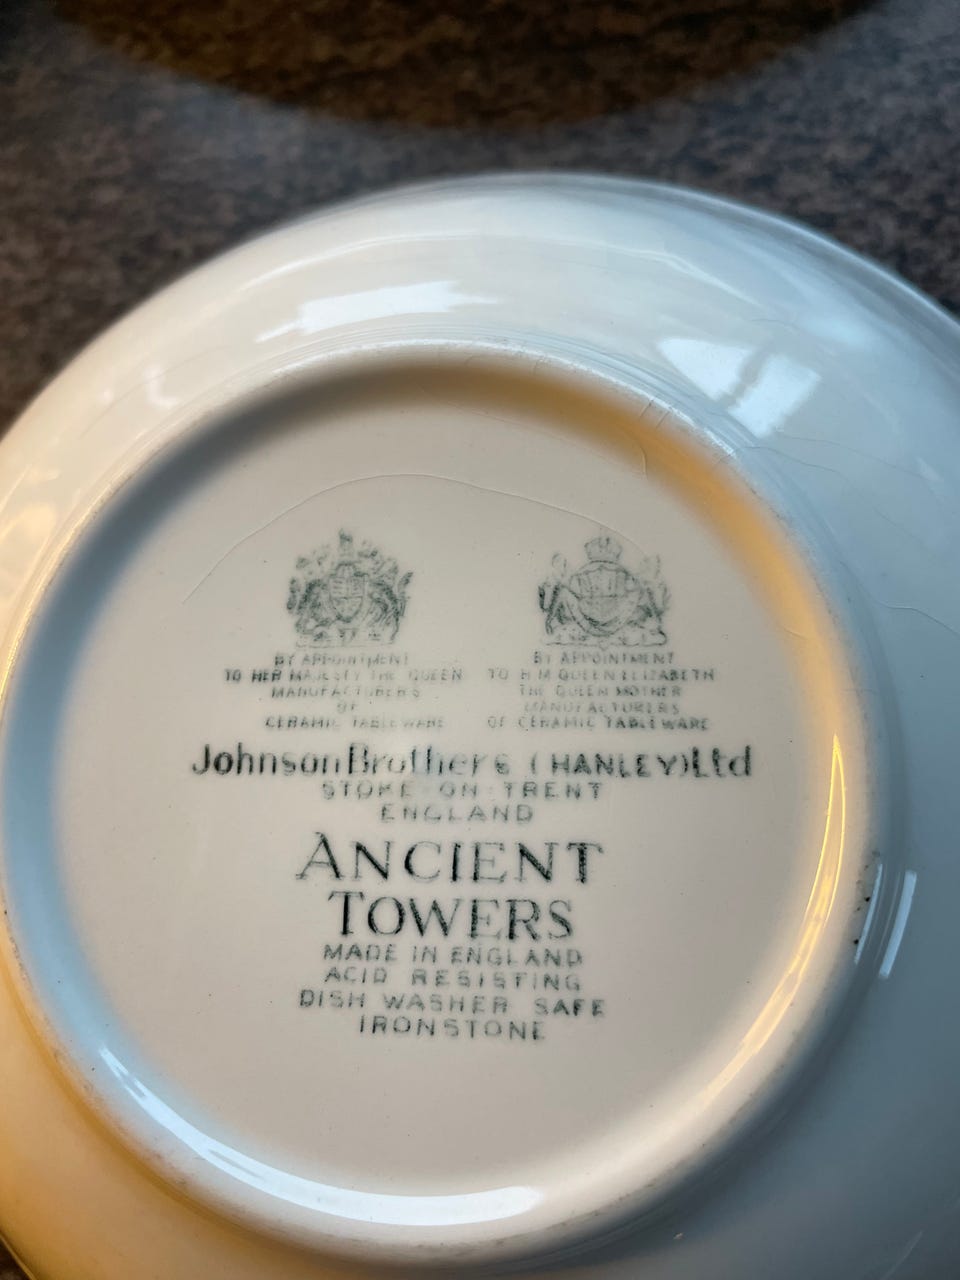 BY APPOINTMENT
TO HER MAJESTY THE QUEEN
MANUFACTURERS
OF
CERAMIC TABLEWARE
BY APPOINTMENT
TO H M QUEEN ELIZABETH
THE QUEEN MOTHER
MANUFACTURERS
OF CERAMIC TABLEWARE
Johnson Brothers (HANLEY) Ltd
STOKE-ON-TRENT
ENGLAND
ANCIENT
TOWERS
MADE IN ENGLAND
ACID RESISTING
DISH WASHER SAFE
IRONSTONE